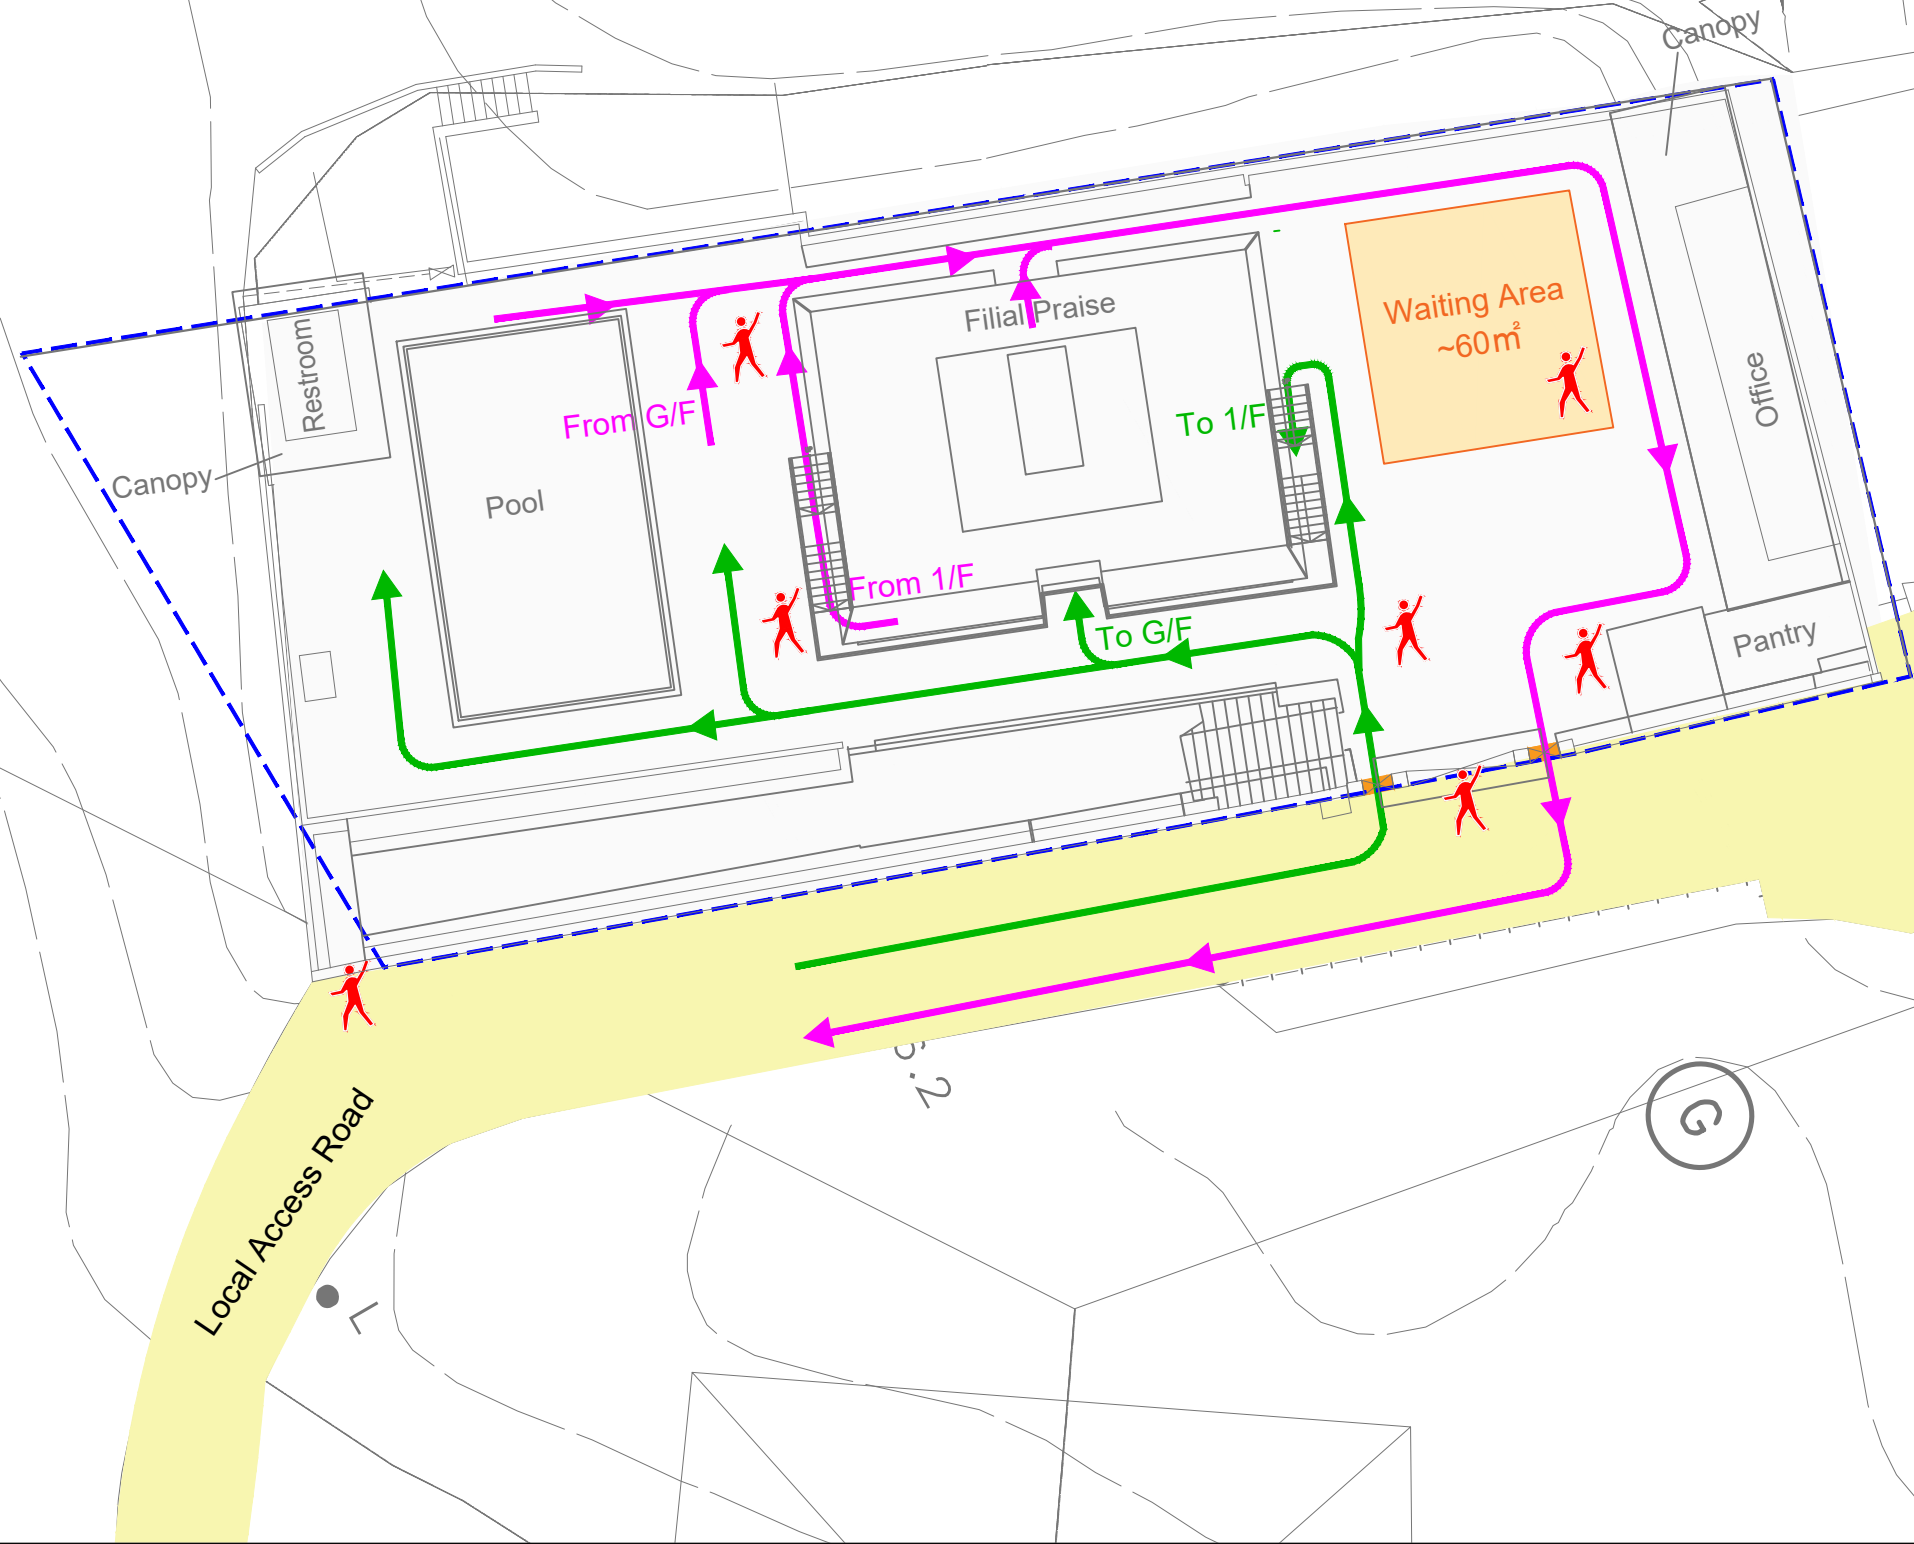 Canopy
Restroom
Filial Praise
Waiting Area
~60㎡
Office
From G/F
To 1/F
Canopy
Pool
From 1/F
To G/F
Pantry
.2
G
Local Access Road
L